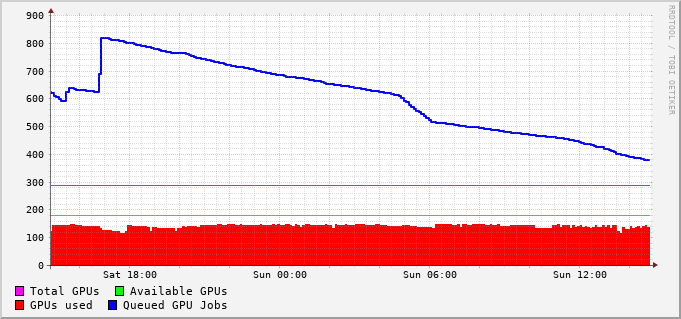 900
800
700
600
500
400
300
200
100
0
Sat 18:00 Sun 00:00 Sun 06:00 Sun 12:00
Total GPUs Available GPUs
GPUs used Queued GPU Jobs
RRDTOOL / TOBI OETIKER